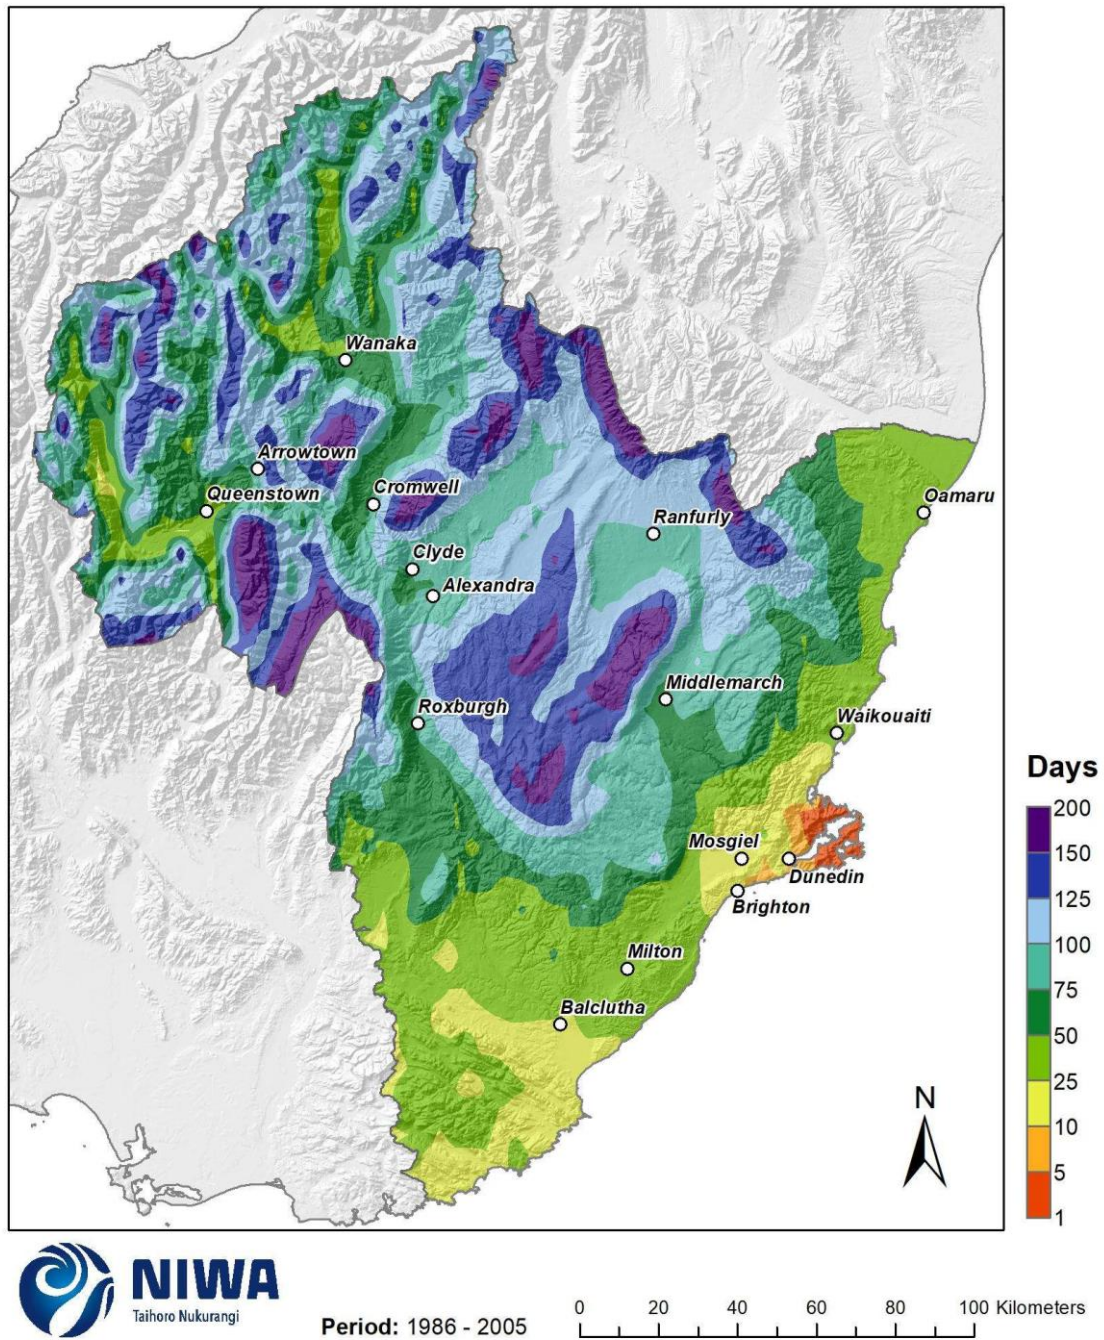 Wanaka
Arrowtown
Queenstown
Cromwell
Oamaru
Ranfurly
Clyde
Alexandra
Middlemarch
Roxburgh
Waikouaiti
Days
200
150
125
100
75
50
25
10
5
1
Mosgiel
Dunedin
Brighton
Milton
Balclutha
N
NIWA
Taihoro Nukurangi
Period: 1986 - 2005
0 20 40 60 80 100 Kilometers